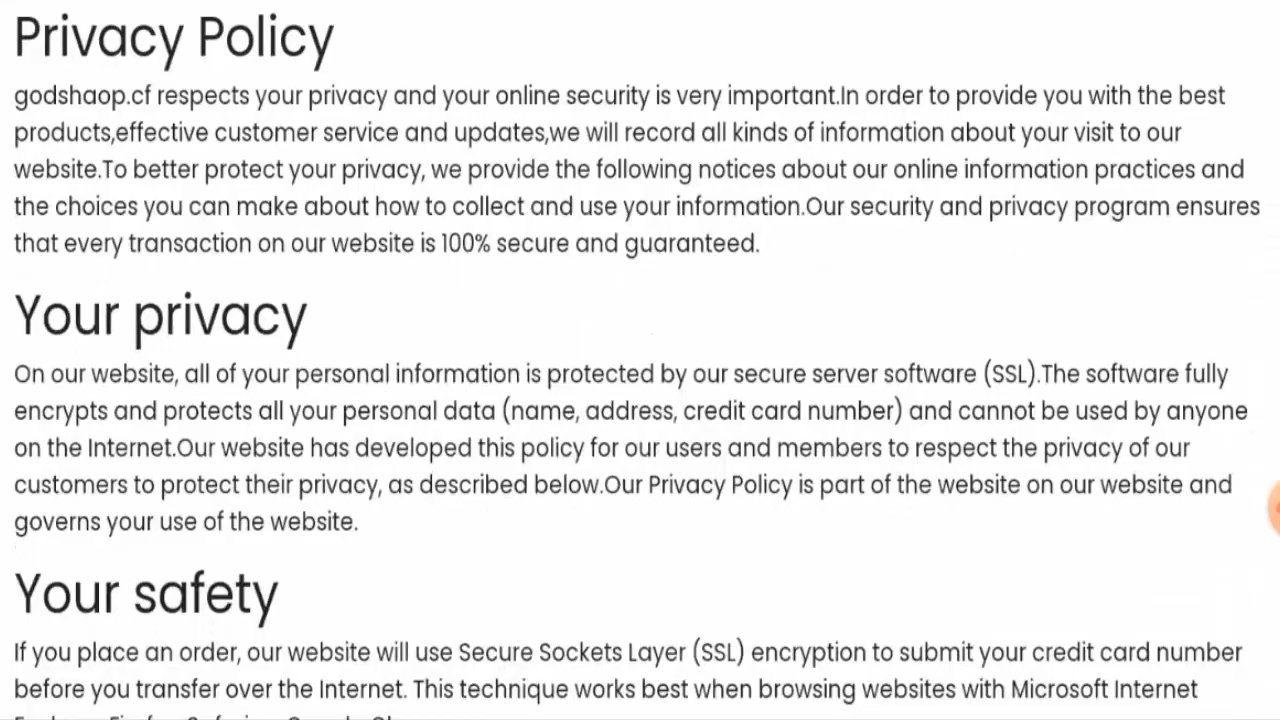 Privacy Policy
godshaop.cf respects your privacy and your online security is very important.In order to provide you with the best
products,effective customer service and updates,we will record all kinds of information about your visit to our
website.To better protect your privacy, we provide the following notices about our online information practices and
the choices you can make about how to collect and use your information.Our security and privacy program ensures
that every transaction on our website is 100% secure and guaranteed.
Your privacy
On our website, all of your personal information is protected by our secure server software (SSL).The software fully
encrypts and protects all your personal data (name, address, credit card number) and cannot be used by anyone
on the Internet.Our website has developed this policy for our users and members to respect the privacy of our
customers to protect their privacy, as described below.Our Privacy Policy is part of the website on our website and
governs your use of the website.
Your safety
If you place an order, our website will use Secure Sockets Layer (SSL) encryption to submit your credit card number
before you transfer over the Internet. This technique works best when browsing websites with Microsoft Internet